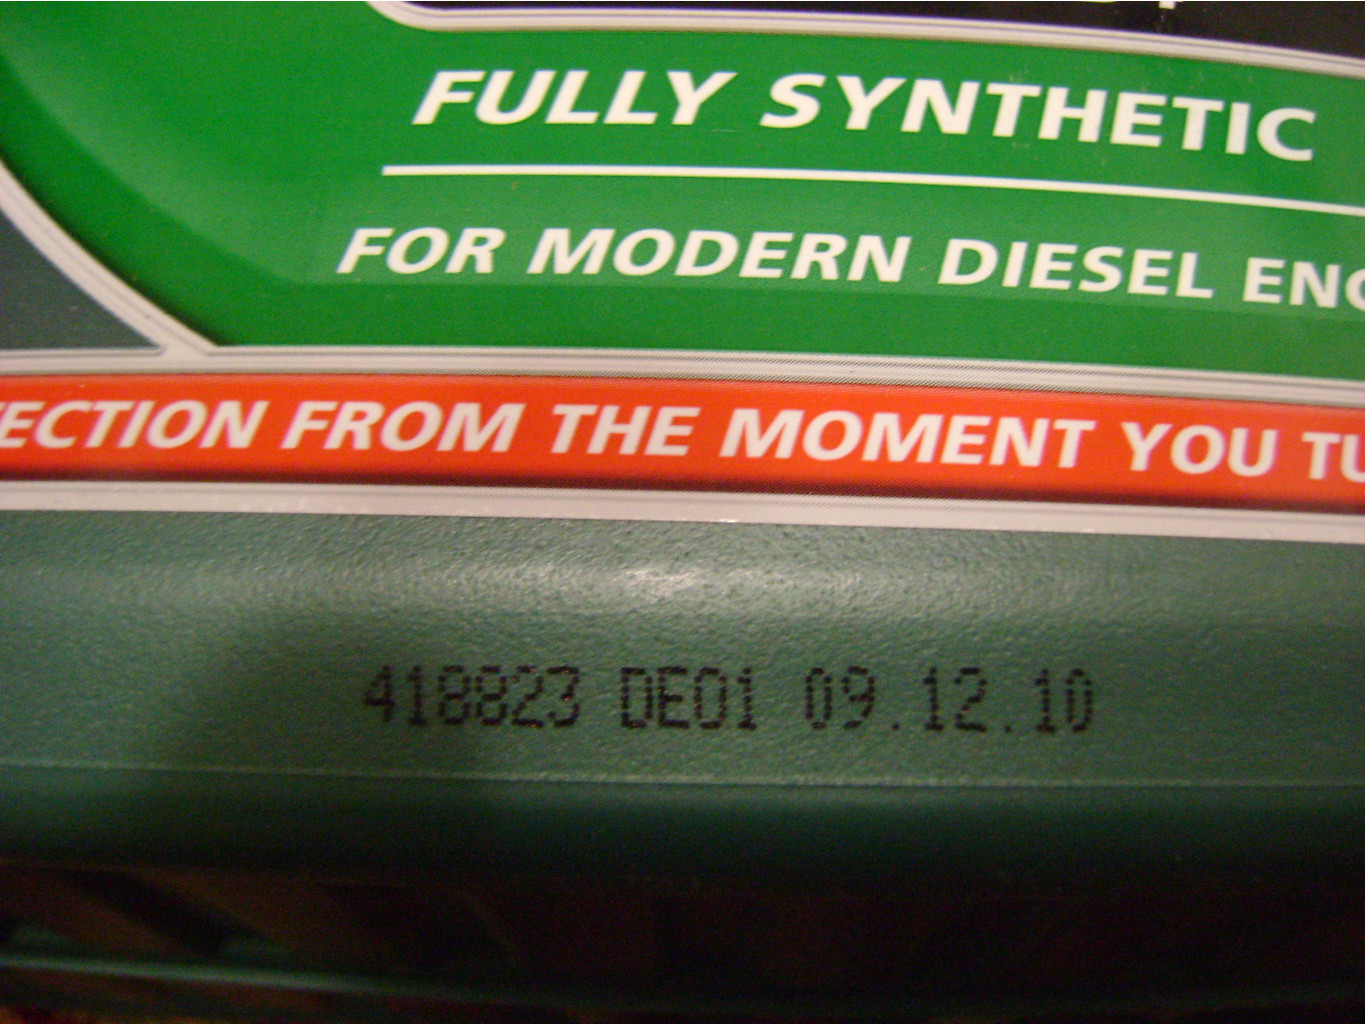 FULLY SYNTHETIC
FOR MODERN DIESEL ENG
ECTION FROM THE MOMENT YOU TU
418823 DE01 09.12.10